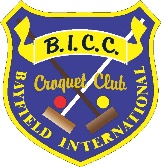 B.I.C.C.
Croquet Club
BAYFIELD INTERNATIONAL